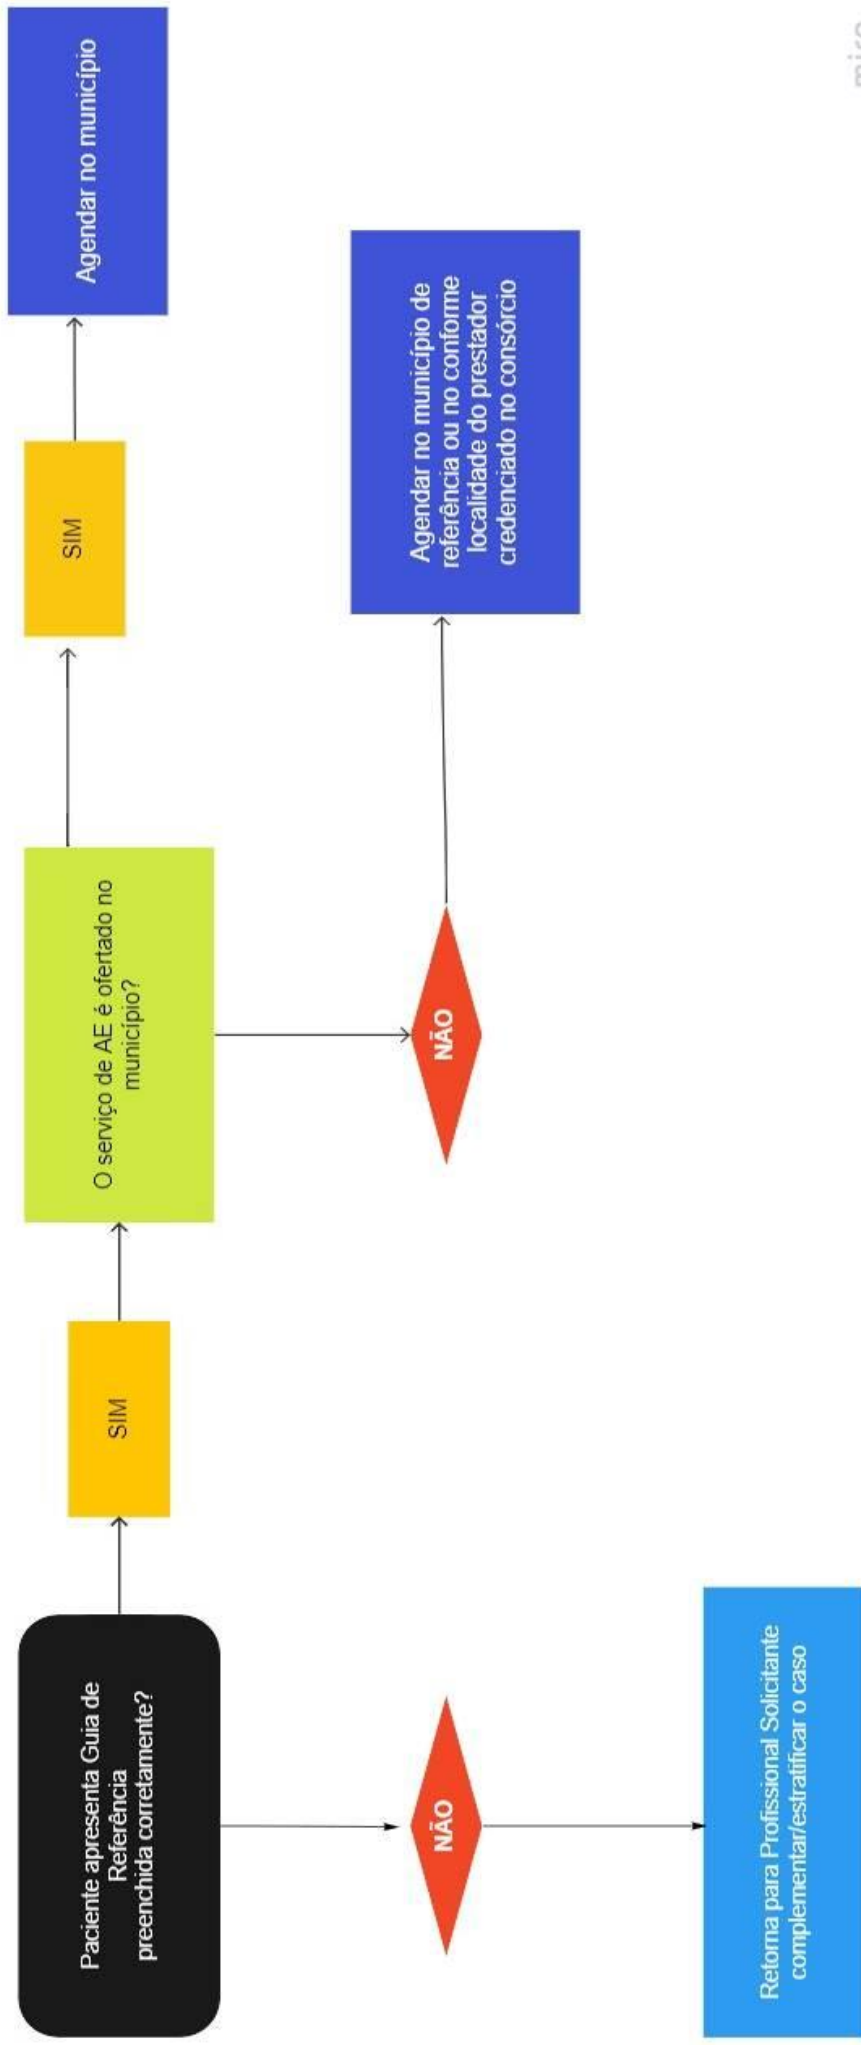 Paciente apresenta Guia de
Referência
preenchida corretamente?
SIM
O serviço de AE é ofertado no
município?
SIM
Agendar no município
NÃO
Retorna para Profissional Solicitante
complementar/estratificar o caso
NÃO
Agendar no município de
referência ou no conforme
localidade do prestador
credenciado no consórcio